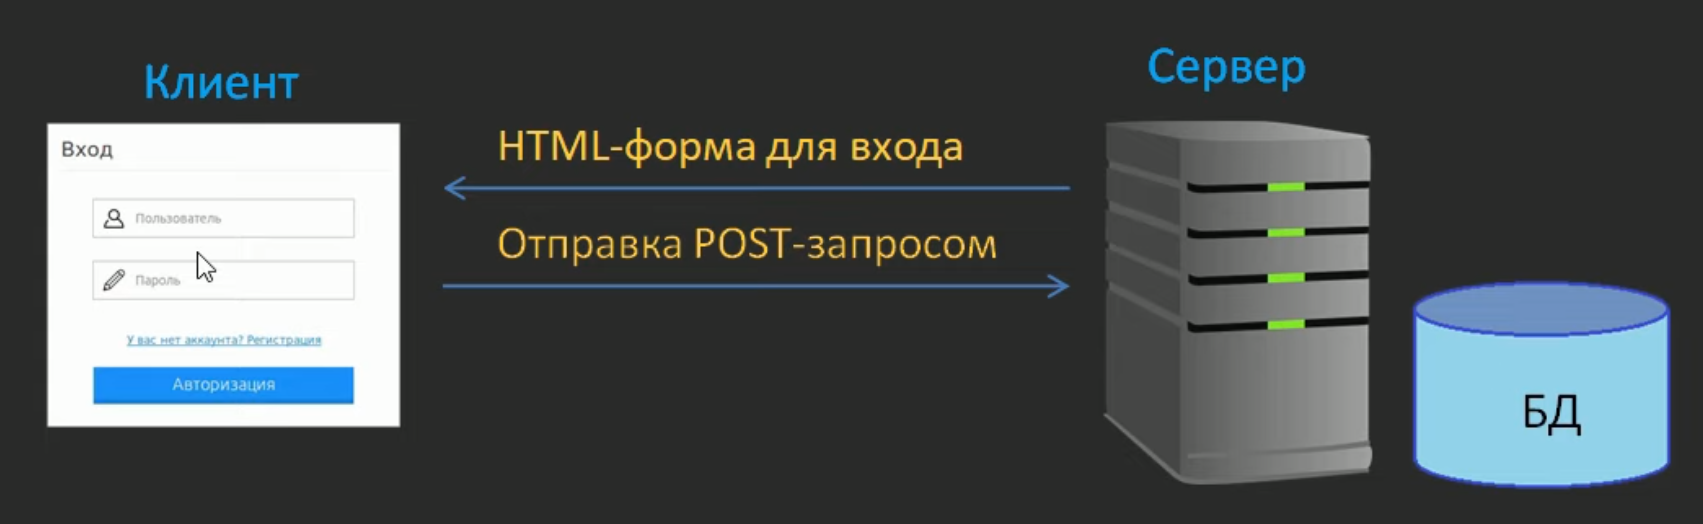 Клиент
Сервер
Вход
Пользователь
Пароль
У вас нет аккаунта? Регистрация
Авторизация
HTML-форма для входа
Отправка POST-запросом
БД